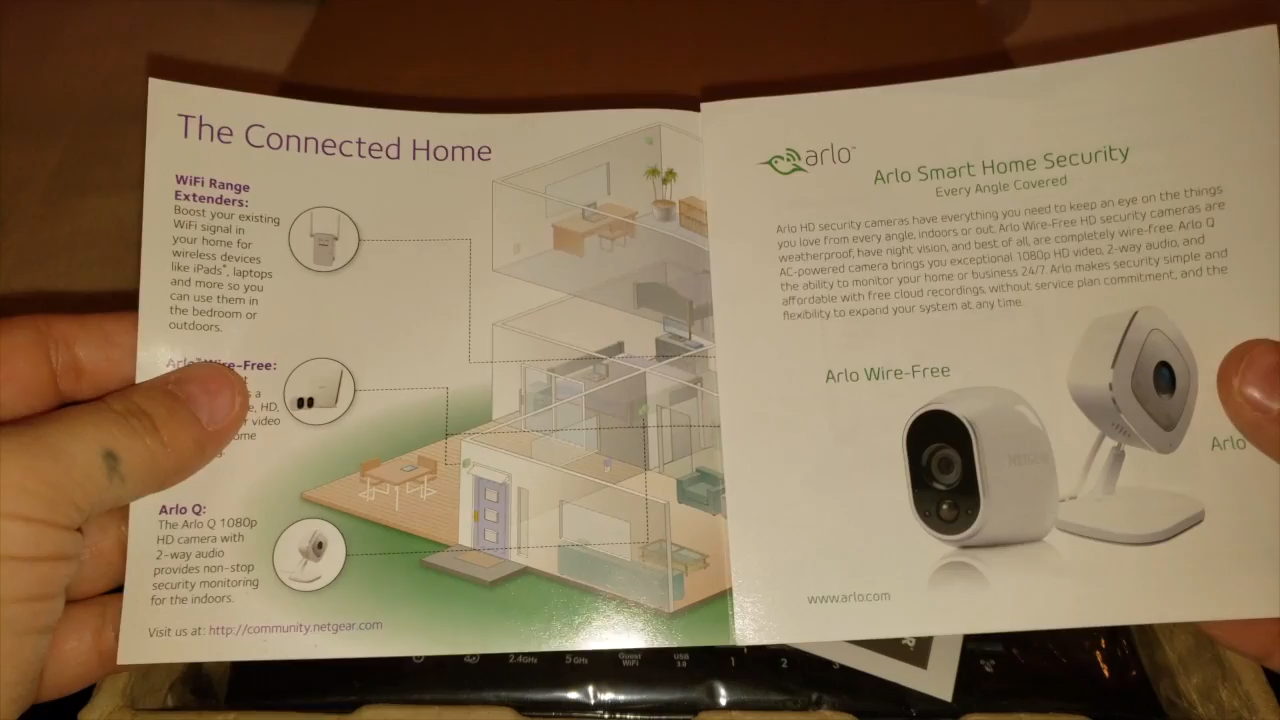 The Connected Home
WiFi Range
Extenders:
Boost your existing
WiFi signal in
your home for
wireless devices
like iPads®, laptops
and more so you
can use them in
the bedroom or
outdoors.
Arlo™ Wire-Free:
a
HD,
video
Arlo Q:
The Arlo Q 1080p
HD camera with
2-way audio
provides non-stop
security monitoring
for the indoors.
Visit us at: http://community.netgear.com
arlo™
Arlo Smart Home Security
Every Angle Covered
Arlo HD security cameras have everything you need to keep an eye on the things
you love from every angle, indoors or out. Arlo Wire-Free HD security cameras are
weatherproof, have night vision, and best of all, are completely wire-free. Arlo Q
AC-powered camera brings you exceptional 1080p HD video, 2-way audio, and
the ability to monitor your home or business 24/7. Arlo makes security simple and
affordable with free cloud recordings, without service plan commitment, and the
flexibility to expand your system at any time.
Arlo Wire-Free
Arlo
www.arlo.com
2.4GHz 5GHz Guest WiFi USB 3.0 1 2 3